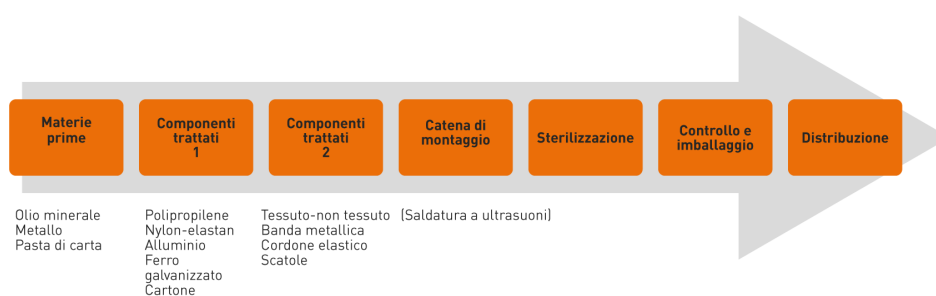 Materie
prime
Componenti
trattati
1
Componenti
trattati
2
Catena di
montaggio
Sterilizzazione
Controllo e
imballaggio
Distribuzione
Olio minerale
Metallo
Pasta di carta
Polipropilene
Nylon-elastan
Alluminio
Ferro
galvanizzato
Cartone
Tessuto-non tessuto
Banda metallica
Cordone elastico
Scatole
(Saldatura a ultrasuoni)